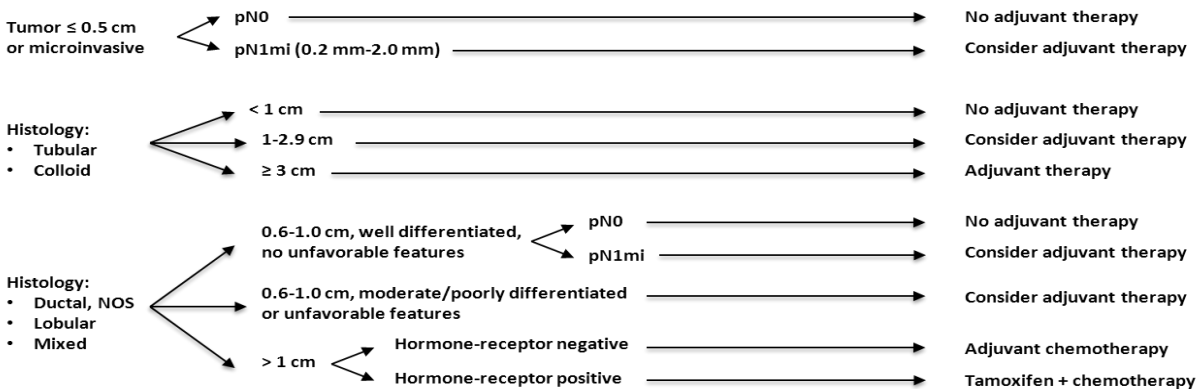 Tumor ≤ 0.5 cm
or microinvasive
pN0
No adjuvant therapy
pN1mi (0.2 mm-2.0 mm)
Consider adjuvant therapy
Histology:
• Tubular
• Colloid
< 1 cm
No adjuvant therapy
1-2.9 cm
Consider adjuvant therapy
≥ 3 cm
Adjuvant therapy
Histology:
• Ductal, NOS
• Lobular
• Mixed
0.6-1.0 cm, well differentiated,
no unfavorable features
pN0
No adjuvant therapy
pN1mi
Consider adjuvant therapy
0.6-1.0 cm, moderate/poorly differentiated
or unfavorable features
Consider adjuvant therapy
> 1 cm
Hormone-receptor negative
Adjuvant chemotherapy
Hormone-receptor positive
Tamoxifen + chemotherapy